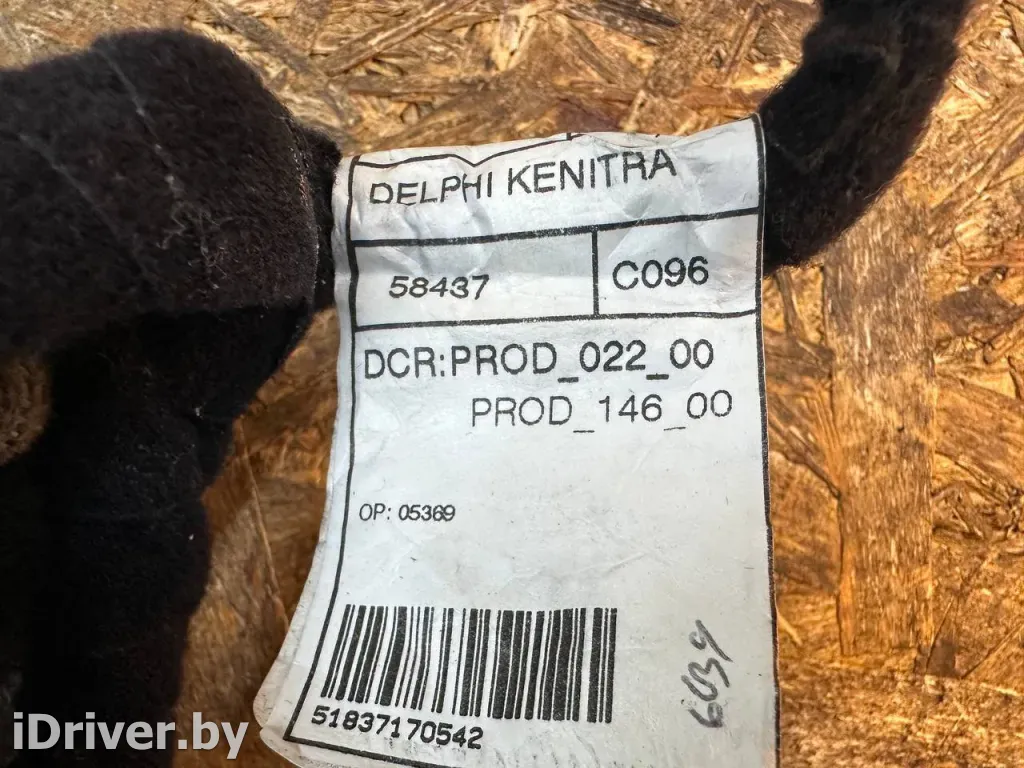 DELPHI KENITRA
58437
C096
DCR:PROD_022_00
PROD_146_00
OP: 05369
51837170542
iDriver.by